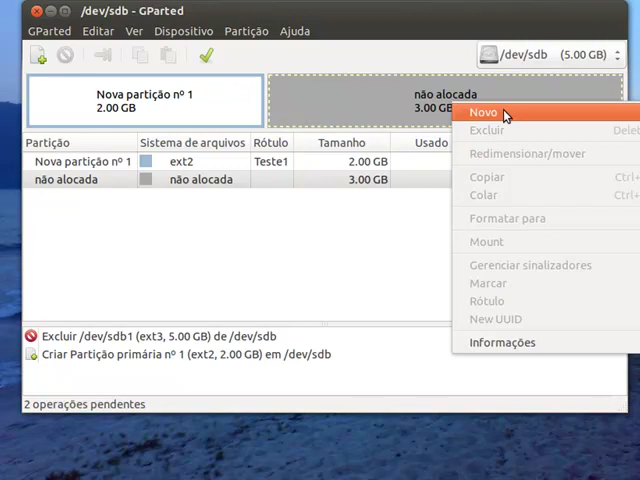 /dev/sdb - GParted
GParted Editar Ver Dispositivo Partição Ajuda
/dev/sdb (5.00 GB)
Nova partição nº 1
2.00 GB
não alocada
3.00 GB
Partição Sistema de arquivos Rótulo Tamanho Usado
Nova partição nº 1 ext2 Teste1 2.00 GB
não alocada não alocada 3.00 GB
Novo
Excluir Delet
Redimensionar/mover
Copiar Ctrl+
Colar Ctrl+
Formatar para
Mount
Gerenciar sinalizadores
Marcar
Rótulo
New UUID
Informações
Excluir /dev/sdb1 (ext3, 5.00 GB) de /dev/sdb
Criar Partição primária nº 1 (ext2, 2.00 GB) em /dev/sdb
2 operações pendentes